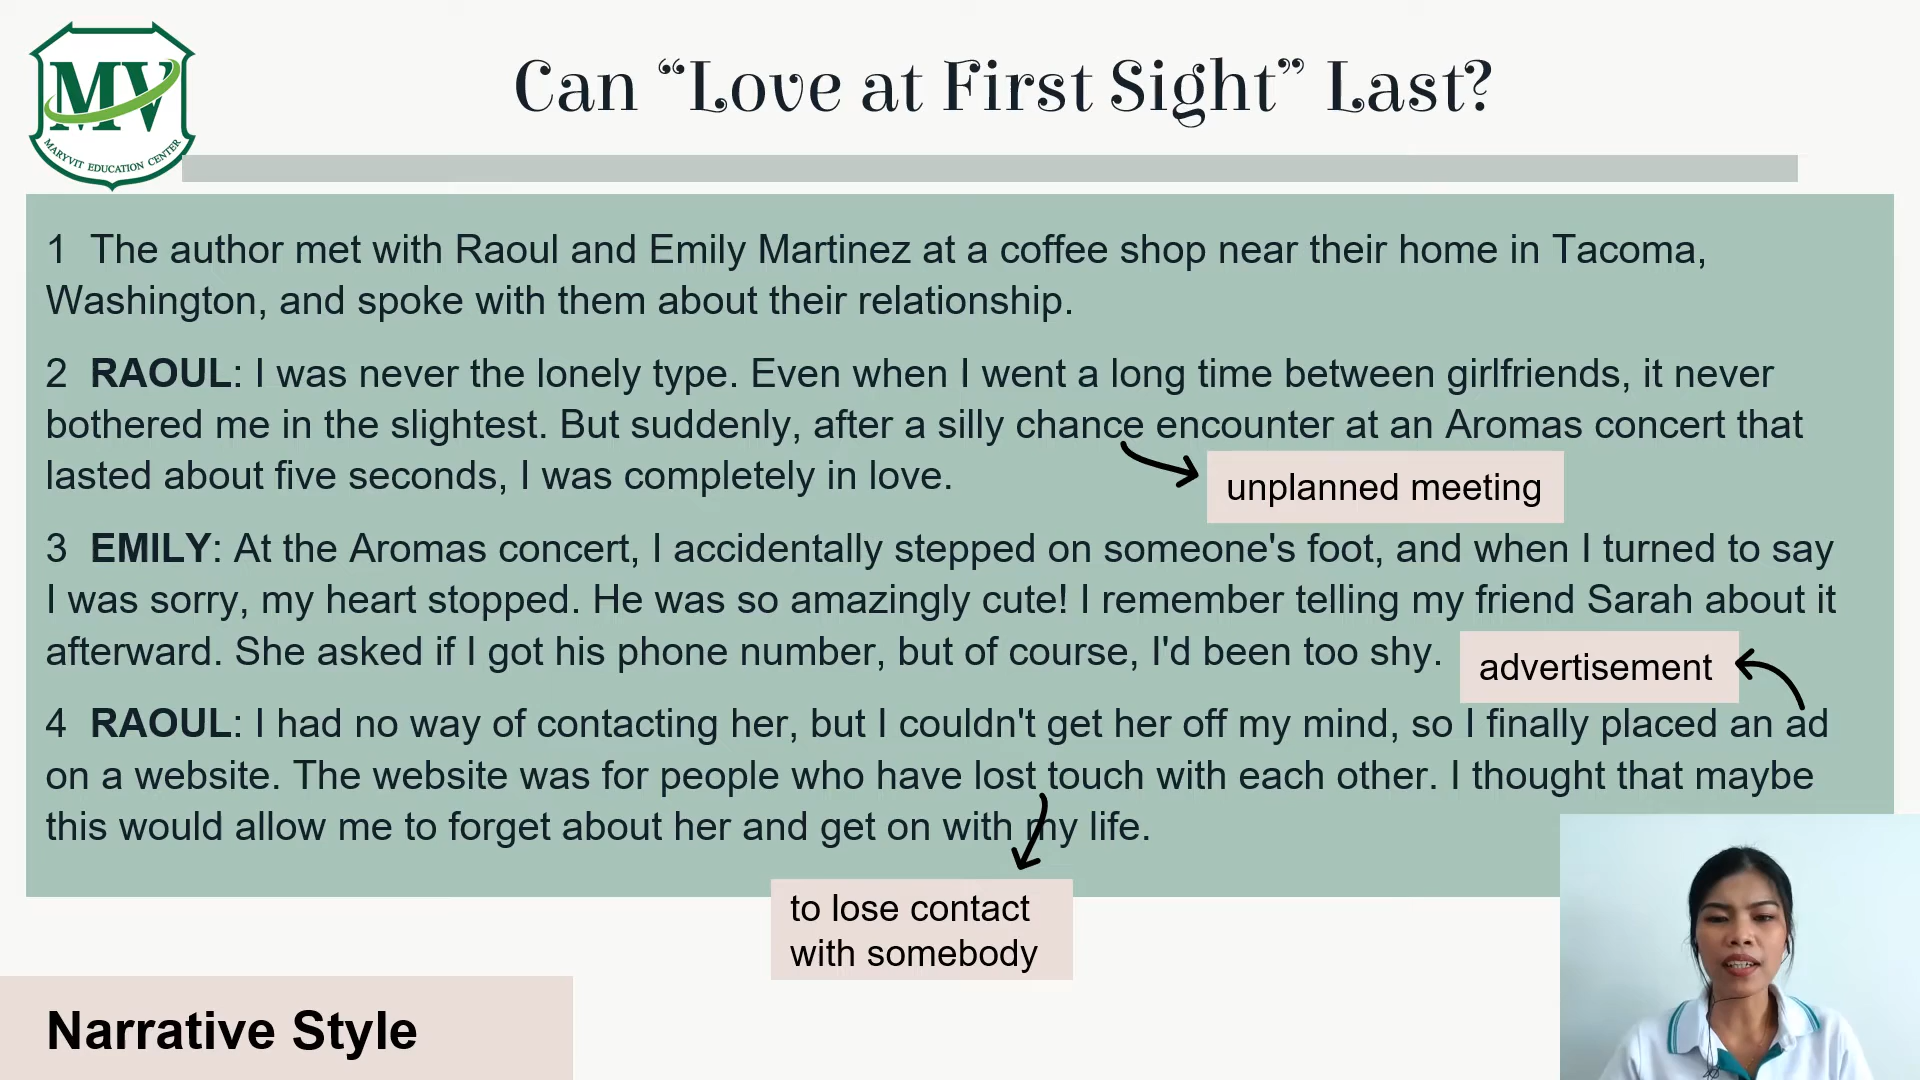 MV
MARYVIT EDUCATION CENTER
Can “Love at First Sight” Last?
1 The author met with Raoul and Emily Martinez at a coffee shop near their home in Tacoma,
Washington, and spoke with them about their relationship.
2 RAOUL: I was never the lonely type. Even when I went a long time between girlfriends, it never
bothered me in the slightest. But suddenly, after a silly chance encounter at an Aromas concert that
lasted about five seconds, I was completely in love.
unplanned meeting
3 EMILY: At the Aromas concert, I accidentally stepped on someone's foot, and when I turned to say
I was sorry, my heart stopped. He was so amazingly cute! I remember telling my friend Sarah about it
afterward. She asked if I got his phone number, but of course, I'd been too shy.
advertisement
4 RAOUL: I had no way of contacting her, but I couldn't get her off my mind, so I finally placed an ad
on a website. The website was for people who have lost touch with each other. I thought that maybe
this would allow me to forget about her and get on with my life.
to lose contact
with somebody
Narrative Style